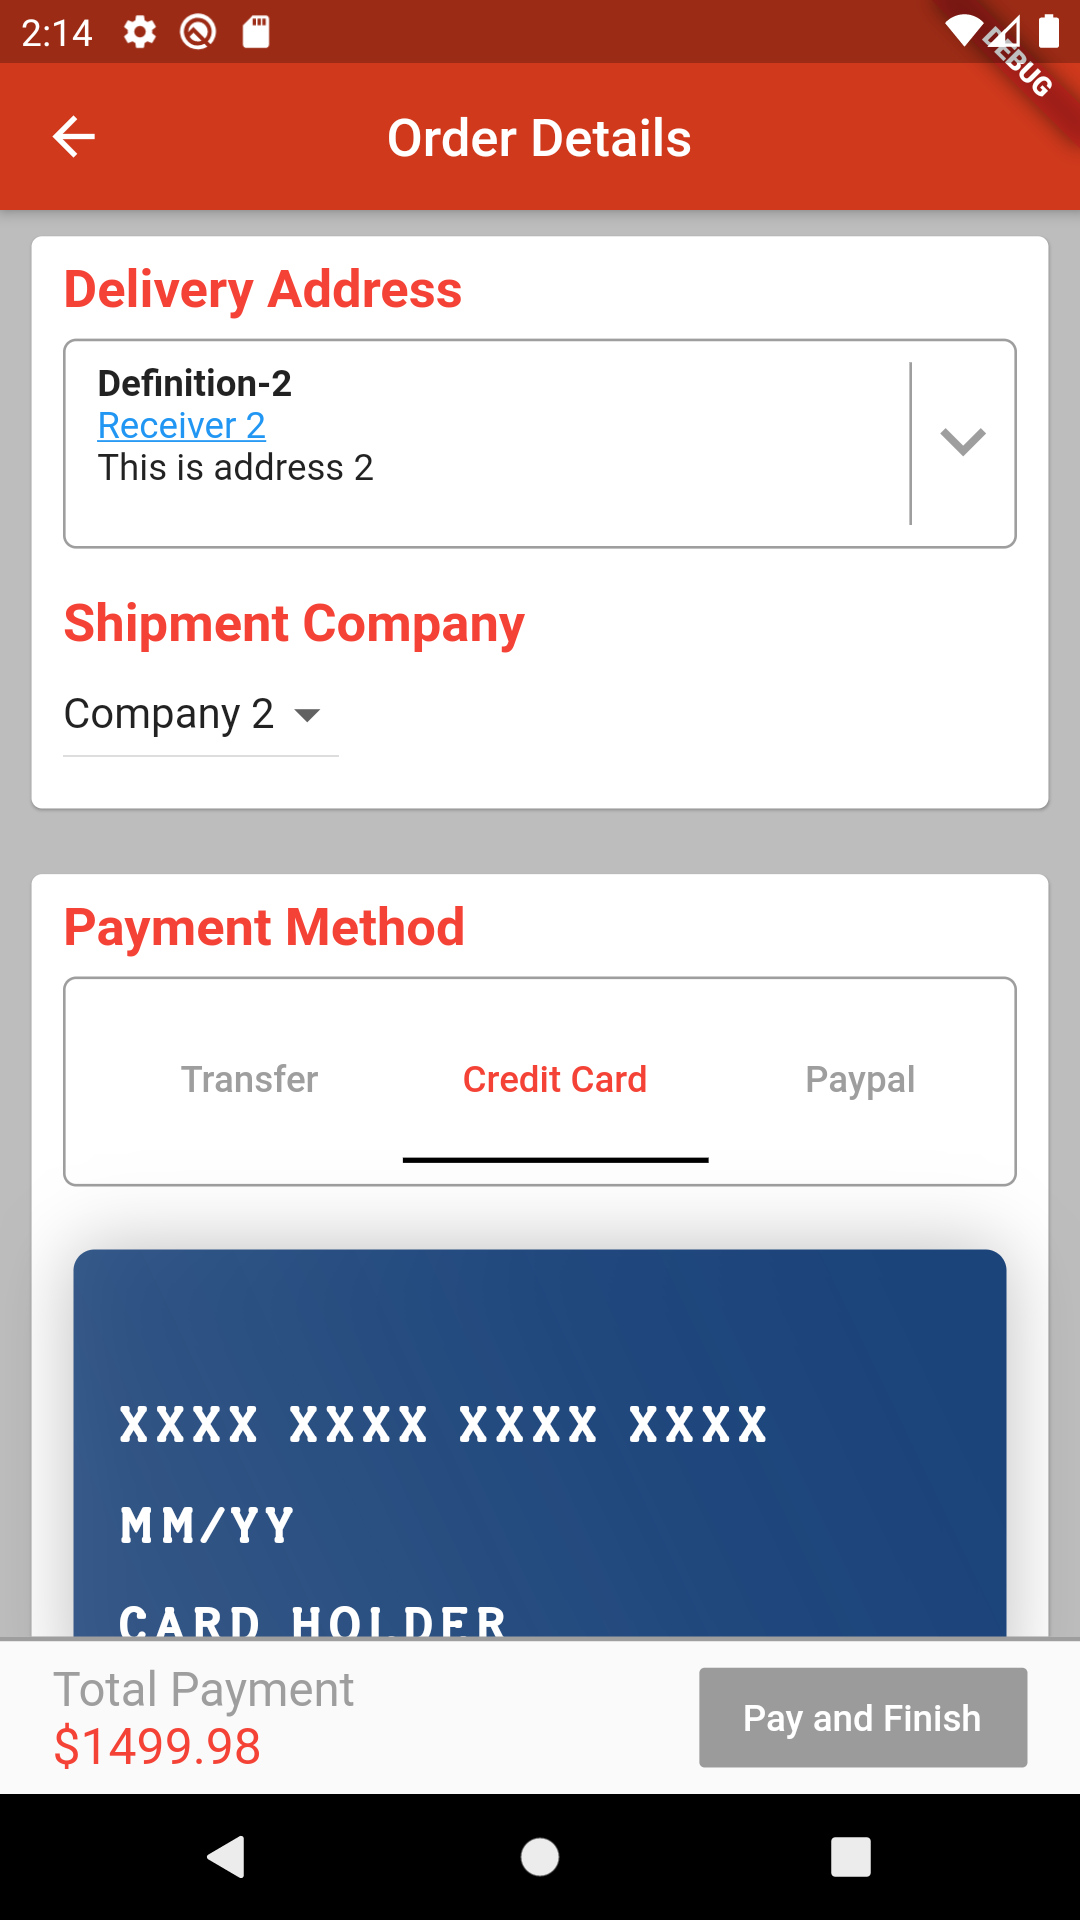 2:14
DEBUG
Order Details
Delivery Address
Definition-2
Receiver 2
This is address 2
Shipment Company
Company 2
Payment Method
Transfer Credit Card Paypal
XXXX XXXX XXXX XXXX
MM/YY
CARD HOLDER
Total Payment
$1499.98
Pay and Finish